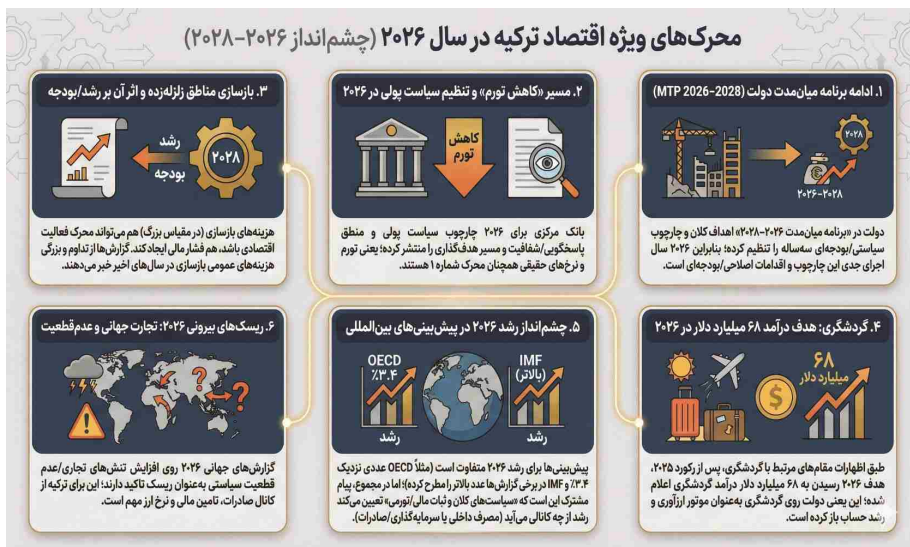 محرک‌های ویژه اقتصاد ترکیه در سال ۲۰۲۶ (چشم‌انداز ۲۰۲۶-۲۰۲۸)
۱. ادامه برنامه میان‌مدت دولت (MTP 2026-2028)
۲۰۲۸
۲۰۲۶-۲۰۲۸
دولت در «برنامه میان‌مدت ۲۰۲۶-۲۰۲۸» اهداف کلان و چارچوب
سیاستی/بودجه‌ای سه‌ساله را تنظیم کرده؛ بنابراین ۲۰۲۶ سال
اجرای جدی این چارچوب و اقدامات اصلاحی/بودجه‌ای است.
۲. مسیر «کاهش تورم» و تنظیم سیاست پولی در ۲۰۲۶
کاهش
تورم
بانک مرکزی برای ۲۰۲۶ چارچوب سیاست پولی و منطق
پاسخگویی/شفافیت و مسیر هدف‌گذاری را منتشر کرده؛ یعنی تورم
و نرخ‌های حقیقی همچنان محرک شماره ۱ هستند.
۳. بازسازی مناطق زلزله‌زده و اثر آن بر رشد/بودجه
رشد
بودجه
۲۰۲۸
هزینه‌های بازسازی (در مقیاس بزرگ) هم می‌تواند محرک فعالیت
اقتصادی باشد، هم فشار مالی ایجاد کند. گزارش‌ها از تداوم و بزرگی
هزینه‌های عمومی بازسازی در سال‌های اخیر خبر می‌دهند.
۴. گردشگری: هدف درآمد ۶۸ میلیارد دلار در ۲۰۲۶
۶۸
میلیارد
دلار
طبق اظهارات مقام‌های مرتبط با گردشگری، پس از رکورد ۲۰۲۵،
هدف ۲۰۲۶ رسیدن به ۶۸ میلیارد دلار درآمد گردشگری اعلام
شده؛ این یعنی دولت روی گردشگری به‌عنوان موتور ارزآوری و
رشد حساب باز کرده است.
۵. چشم‌انداز رشد ۲۰۲۶ در پیش‌بینی‌های بین‌المللی
IMF
(بالاتر)
رشد
OECD
٪۳.۴
رشد
پیش‌بینی‌ها برای رشد ۲۰۲۶ متفاوت است (مثلاً OECD عددی نزدیک
۳.۴٪ و IMF در برخی گزارش‌ها عدد بالاتر را مطرح کرده)؛ اما در مجموع، پیام
مشترک این است که «سیاست‌های کلان و ثبات مالی/تورمی» تعیین می‌کند
رشد از چه کانالی می‌آید (مصرف داخلی یا سرمایه‌گذاری/صادرات).
۶. ریسک‌های بیرونی ۲۰۲۶: تجارت جهانی و عدم‌قطعیت
گزارش‌های جهانی ۲۰۲۶ روی افزایش تنش‌های تجاری/عدم
قطعیت سیاستی به‌عنوان ریسک تاکید دارند؛ این برای ترکیه از
کانال صادرات، تامین مالی و نرخ ارز مهم است.